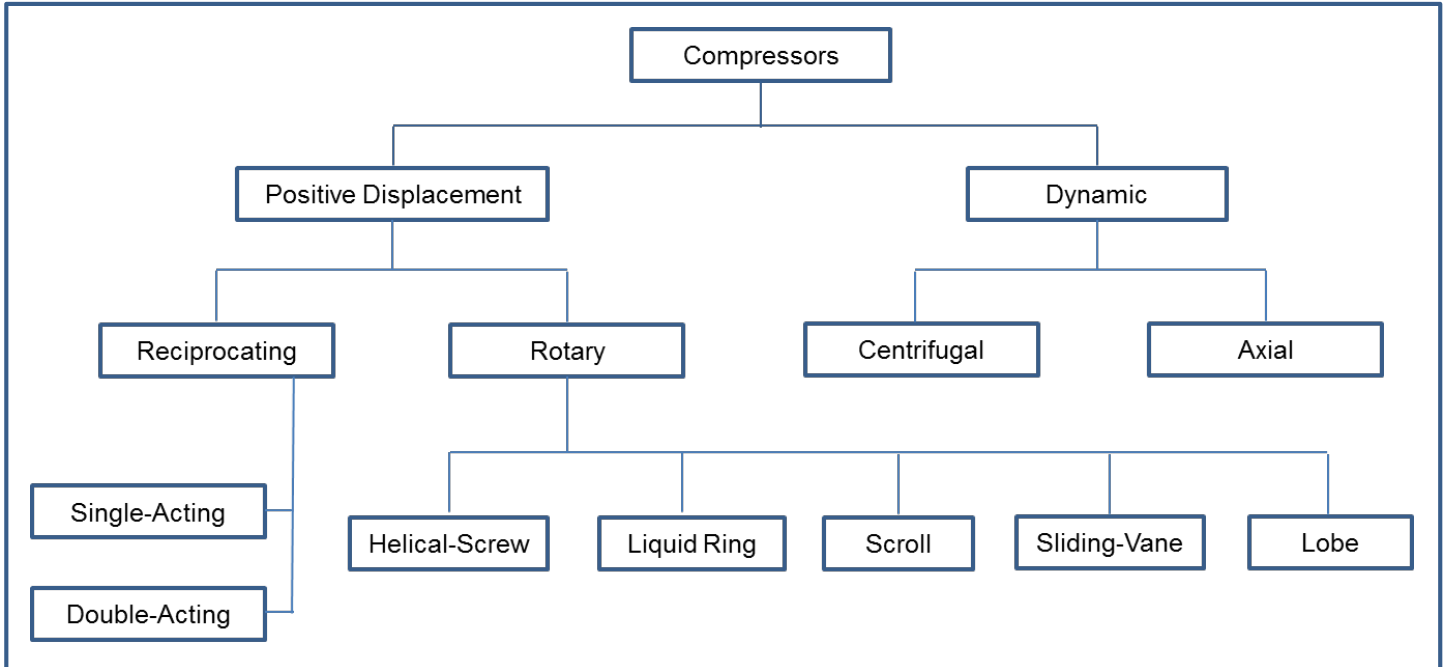 Compressors
Positive Displacement
Dynamic
Reciprocating
Rotary
Centrifugal
Axial
Single-Acting
Helical-Screw
Liquid Ring
Scroll
Sliding-Vane
Lobe
Double-Acting